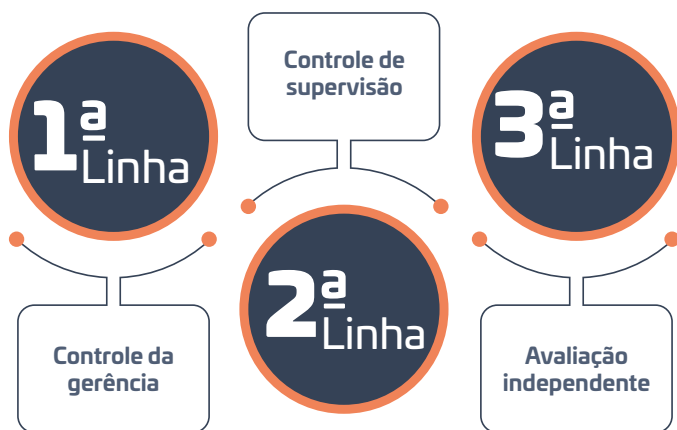 1ª
Linha
Controle da
gerência
Controle de
supervisão
2ª
Linha
3ª
Linha
Avaliação
independente